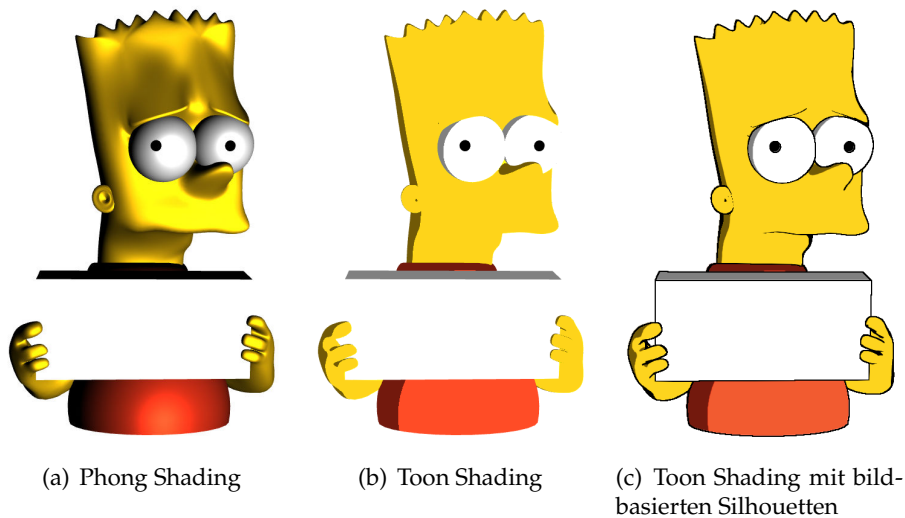 (a) Phong Shading
(b) Toon Shading
(c) Toon Shading mit bild-
basierten Silhouetten